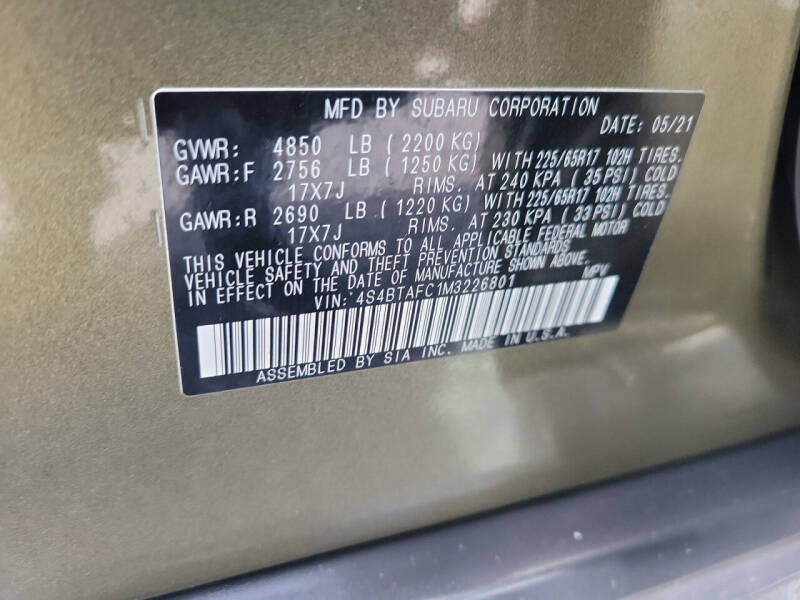 MFD BY SUBARU CORPORATION
DATE: 05/21
GVWR: 4850 LB ( 2200 KG)
GAWR:F 2756 LB ( 1250 KG) WITH 225/65R17 102H TIRES.
17X7J RIMS. AT 240 KPA ( 35 PSI) COLD
GAWR:R 2690 LB ( 1220 KG) WITH 225/65R17 102H TIRES.
17X7J RIMS. AT 230 KPA ( 33 PSI) COLD
THIS VEHICLE CONFORMS TO ALL APPLICABLE FEDERAL MOTOR
VEHICLE SAFETY AND THEFT PREVENTION STANDARDS
IN EFFECT ON THE DATE OF MANUFACTURE SHOWN ABOVE.
VIN: 4S4BTAFC1M3226801 MPV
ASSEMBLED BY SIA INC. MADE IN U.S.A.